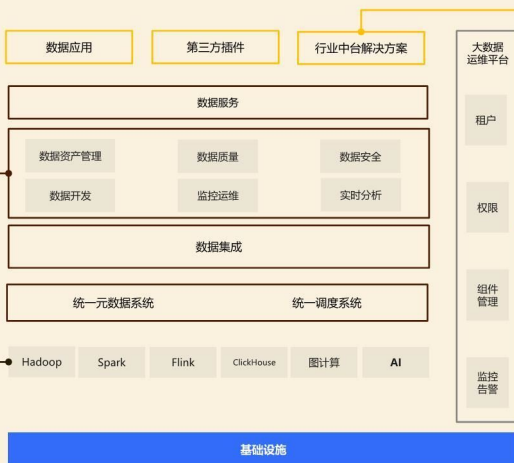 数据应用
第三方插件
行业中台解决方案
数据服务
数据资产管理
数据质量
数据安全
数据开发
监控运维
实时分析
数据集成
统一元数据系统
统一调度系统
Hadoop
Spark
Flink
ClickHouse
图计算
AI
大数据
运维平台
租户
权限
组件
管理
监控
告警
基础设施